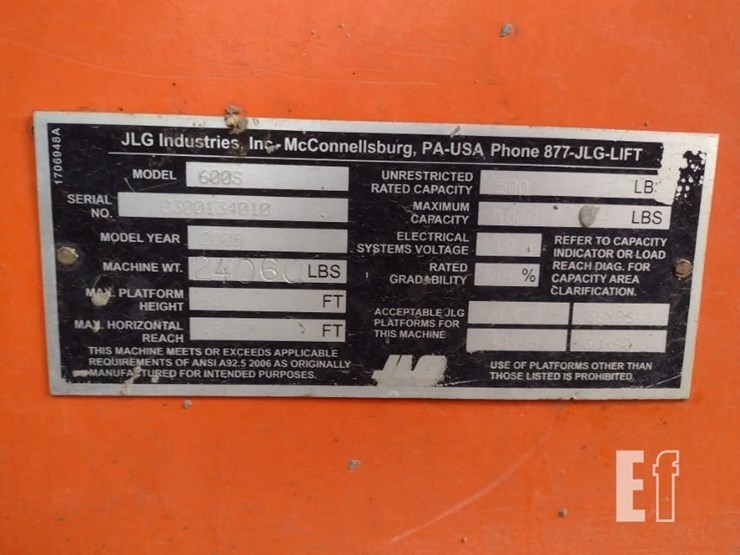 1706948A
JLG Industries, Inc- McConnellsburg, PA-USA Phone 877-JLG-LIFT
MODEL 600S
SERIAL NO. 0300134010
MODEL YEAR
MACHINE WT. 24060 LBS
MAX. PLATFORM HEIGHT FT
MAX. HORIZONTAL REACH FT
THIS MACHINE MEETS OR EXCEEDS APPLICABLE
REQUIREMENTS OF ANSI A92.5 2006 AS ORIGINALLY
MANUFACTURED FOR INTENDED PURPOSES.
UNRESTRICTED
RATED CAPACITY LB
MAXIMUM
CAPACITY LBS
ELECTRICAL
SYSTEMS VOLTAGE
RATED
GRADABILITY %
REFER TO CAPACITY
INDICATOR OR LOAD
REACH DIAG. FOR
CAPACITY AREA
CLARIFICATION.
ACCEPTABLE JLG
PLATFORMS FOR
THIS MACHINE
JLG
USE OF PLATFORMS OTHER THAN
THOSE LISTED IS PROHIBITED.
Ef